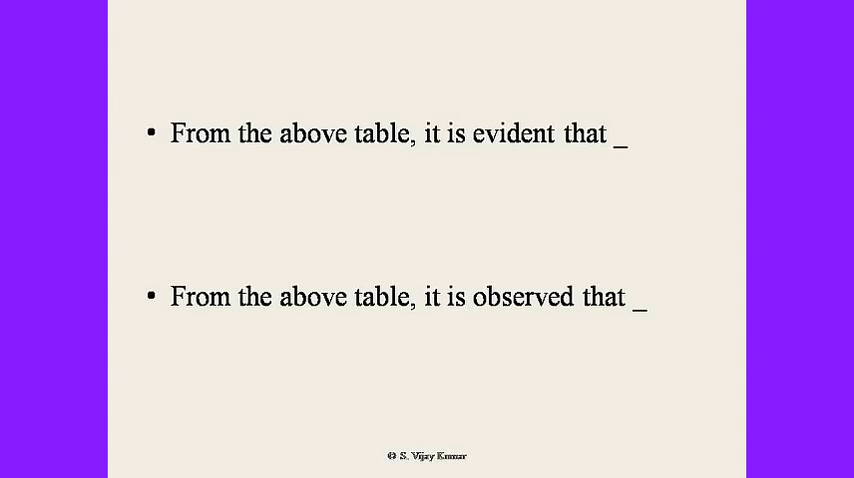 • From the above table, it is evident that _
• From the above table, it is observed that _
© S. Vijay Kumar